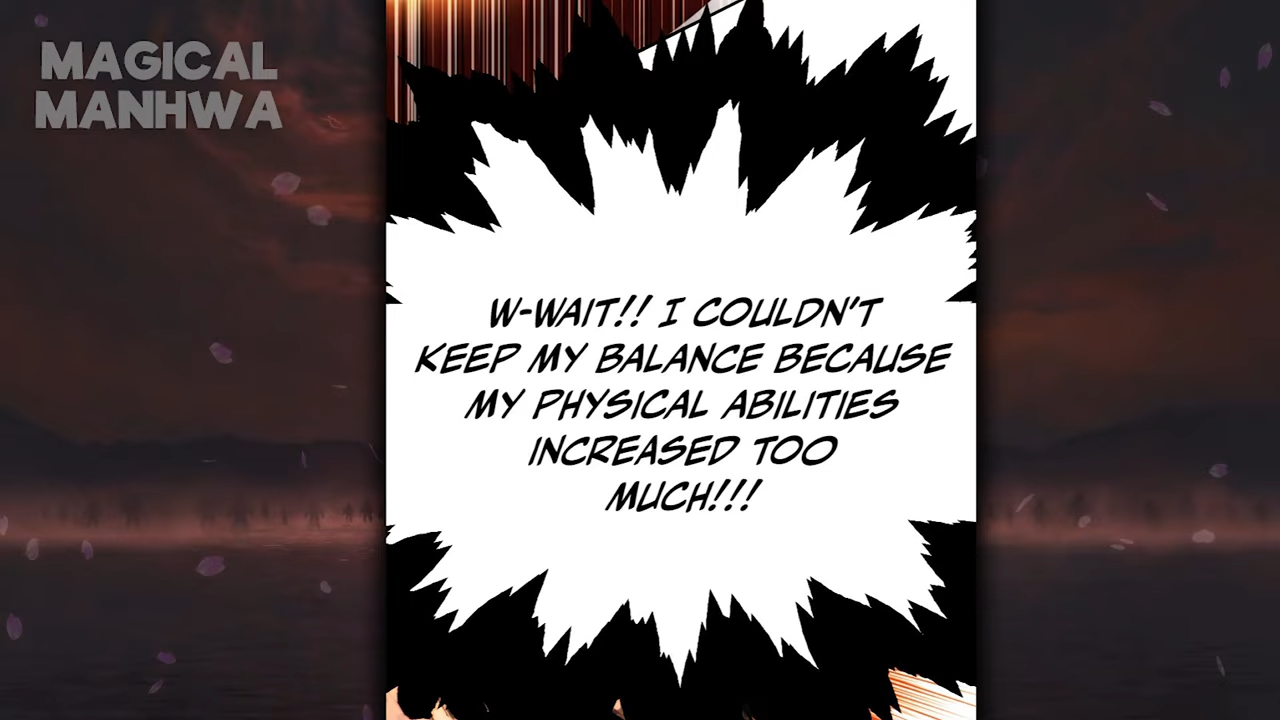 MAGICAL
MANHWA
W-WAIT!! I COULDN'T
KEEP MY BALANCE BECAUSE
MY PHYSICAL ABILITIES
INCREASED TOO
MUCH!!!